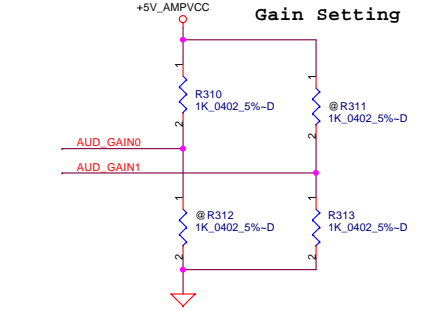 +5V_AMPVCC
Gain Setting
1
1
R310
1K_0402_5%~D
@R311
1K_0402_5%~D
2
2
AUD_GAIN0
AUD_GAIN1
1
1
@R312
1K_0402_5%~D
R313
1K_0402_5%~D
2
2